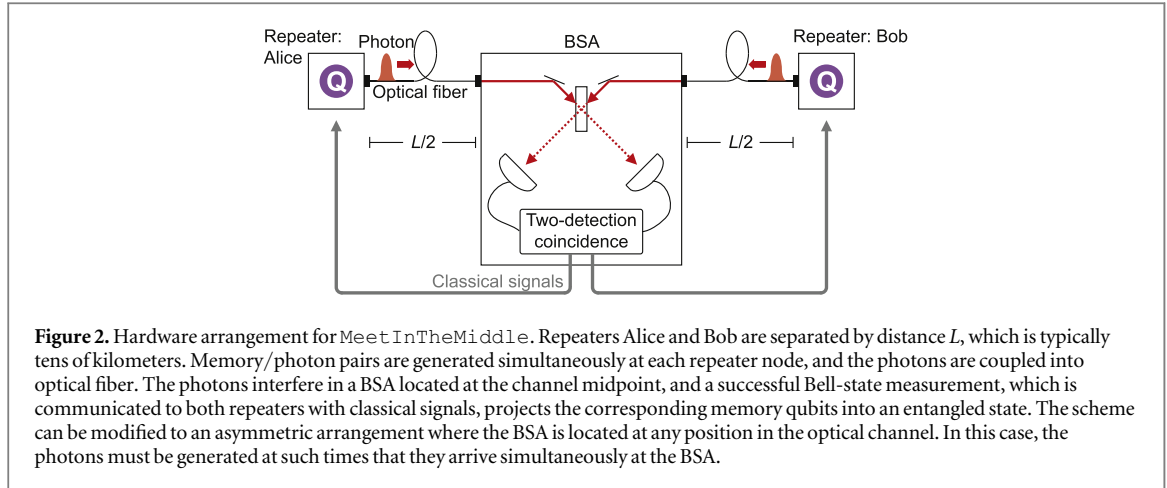 Repeater:
Alice
Photon
BSA
Repeater: Bob
Q
Q
Optical fiber
L/2
L/2
Two-detection
coincidence
Classical signals
Figure 2. Hardware arrangement for MeetInTheMiddle. Repeaters Alice and Bob are separated by distance L, which is typically
tens of kilometers. Memory/photon pairs are generated simultaneously at each repeater node, and the photons are coupled into
optical fiber. The photons interfere in a BSA located at the channel midpoint, and a successful Bell-state measurement, which is
communicated to both repeaters with classical signals, projects the corresponding memory qubits into an entangled state. The scheme
can be modified to an asymmetric arrangement where the BSA is located at any position in the optical channel. In this case, the
photons must be generated at such times that they arrive simultaneously at the BSA.